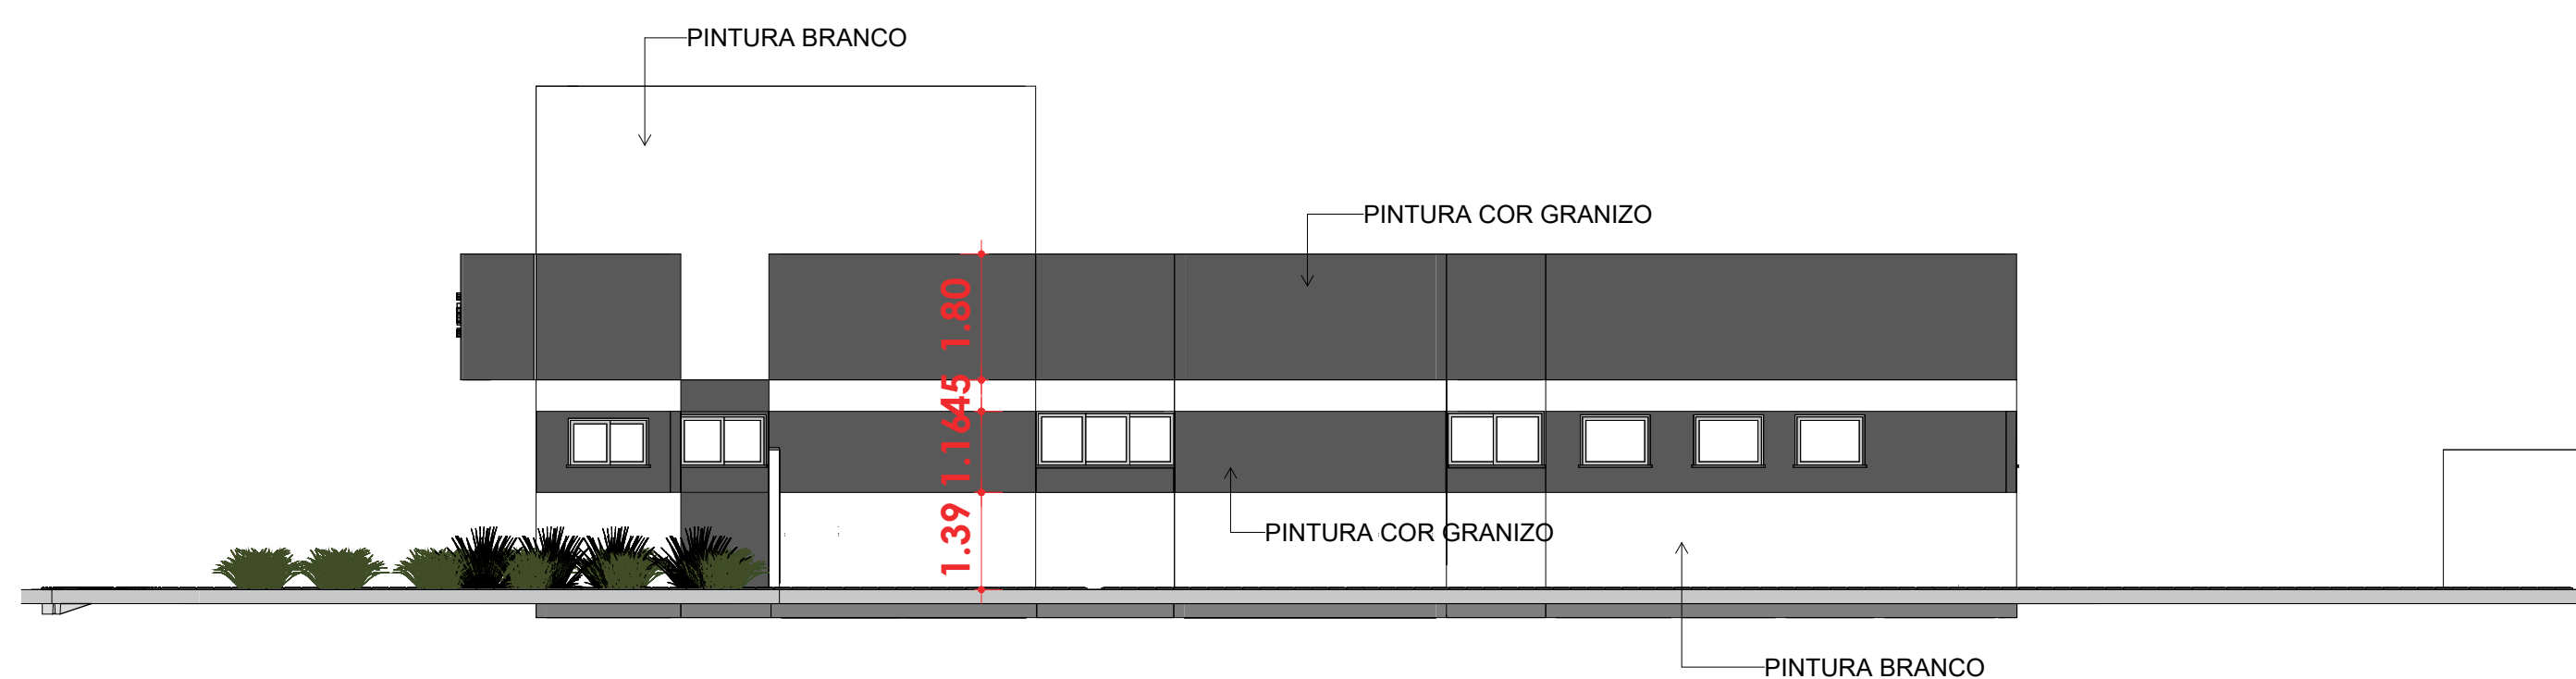 PINTURA BRANCO
PINTURA COR GRANIZO
1.80
45
1.16
1.39
PINTURA COR GRANIZO
PINTURA BRANCO